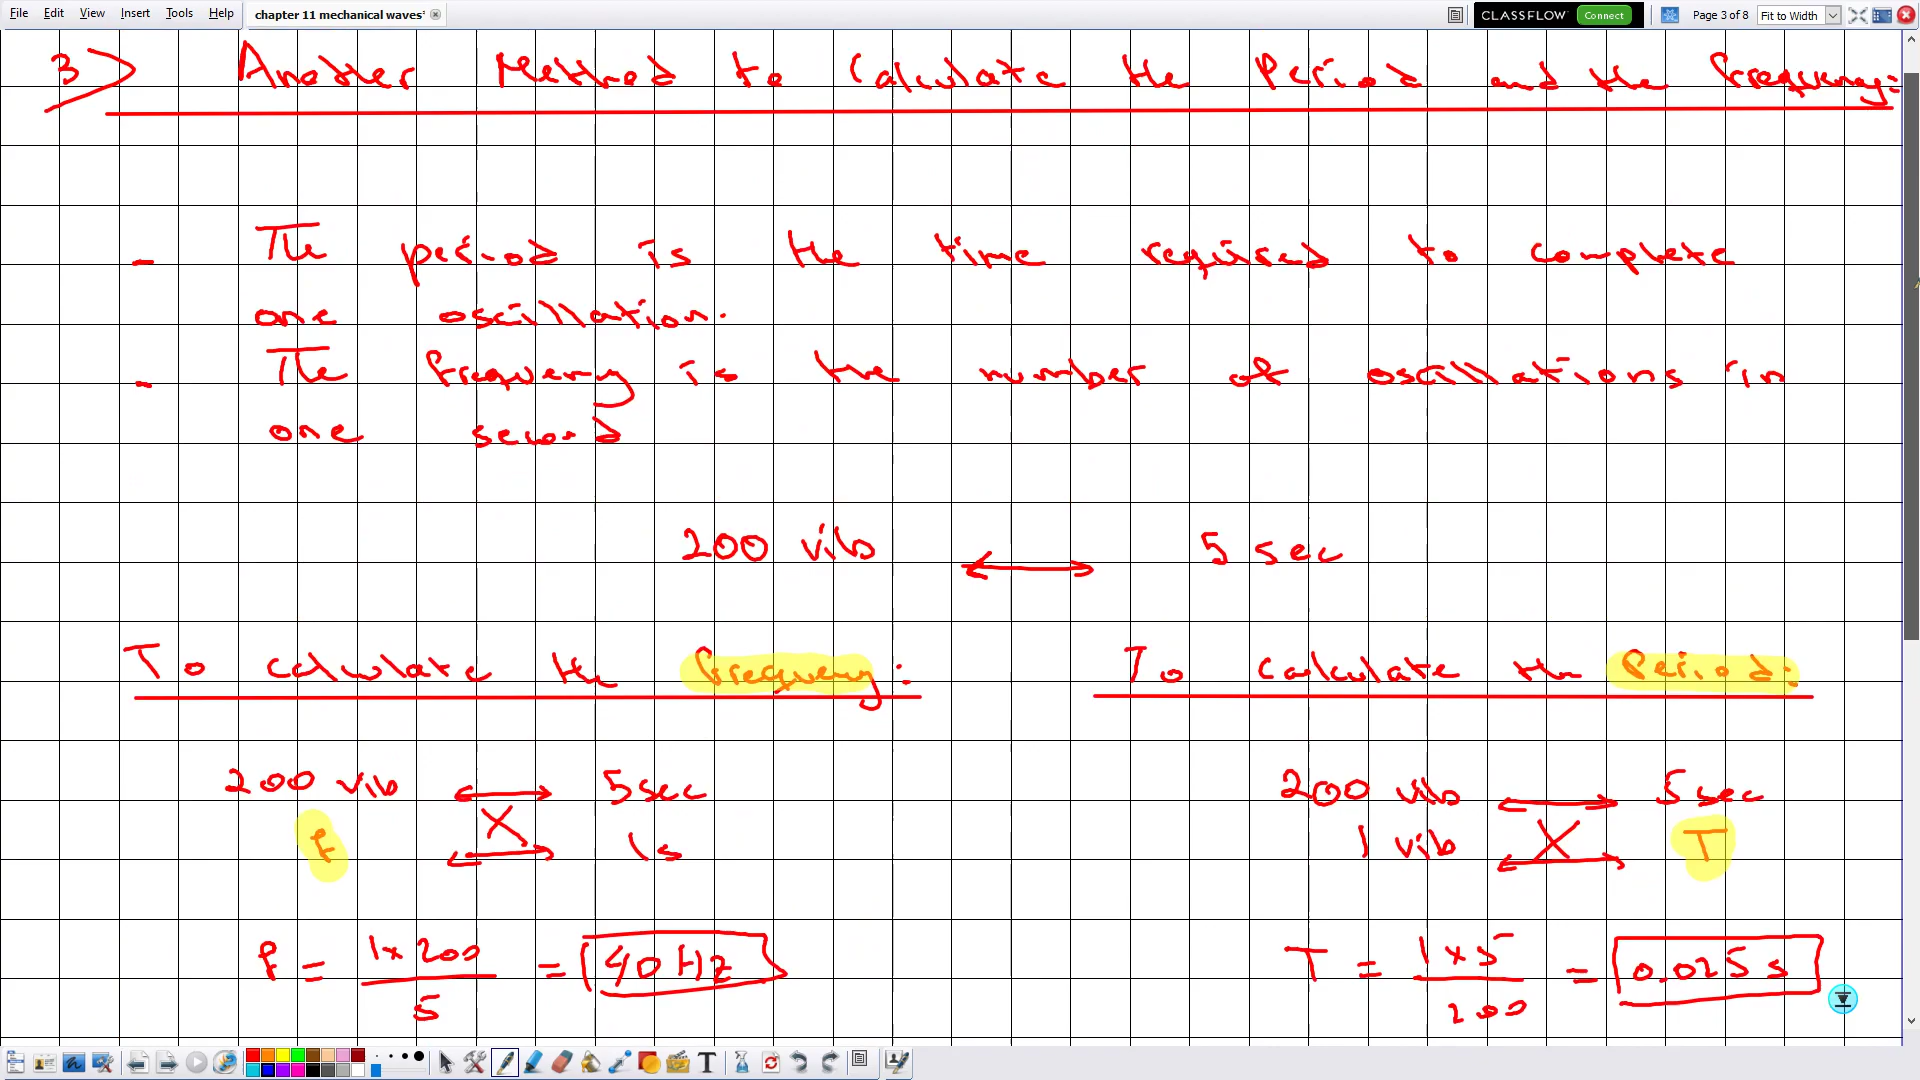 File Edit View Insert Tools Help chapter 11 mechanical waves* CLASSFLOW Connect Page 3 of 8 Fit to Width
3 Another Method to Calculate the Period and the frequency:
- The period is the time required to complete
one oscillation.
- The frequency is the number of oscillations in
one second
200 vib ↔ 5 sec
To calculate the frequency: To calculate the Period:
200 vib ↔ 5 sec 200 vib ↔ 5 sec
f ↔ 1s 1 vib ↔ T
f = 1 x 200 / 5 = 40 Hz T = 1 x 5 / 200 = 0.025 s
T